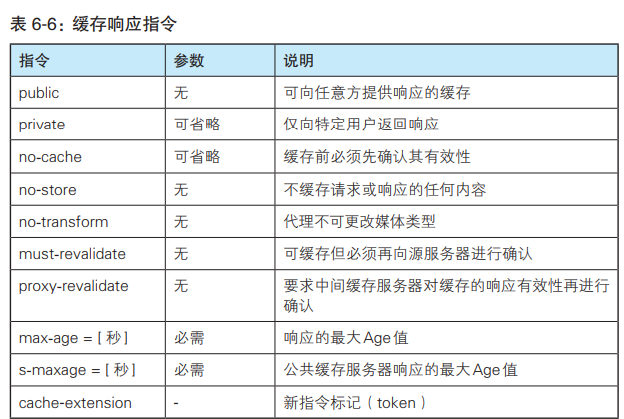 表 6-6：缓存响应指令
指令 参数 说明
public 无 可向任意方提供响应的缓存
private 可省略 仅向特定用户返回响应
no-cache 可省略 缓存前必须先确认其有效性
no-store 无 不缓存请求或响应的任何内容
no-transform 无 代理不可更改媒体类型
must-revalidate 无 可缓存但必须再向源服务器进行确认
proxy-revalidate 无 要求中间缓存服务器对缓存的响应有效性再进行
确认
max-age = [ 秒] 必需 响应的最大Age值
s-maxage = [ 秒] 必需 公共缓存服务器响应的最大Age值
cache-extension - 新指令标记（token）